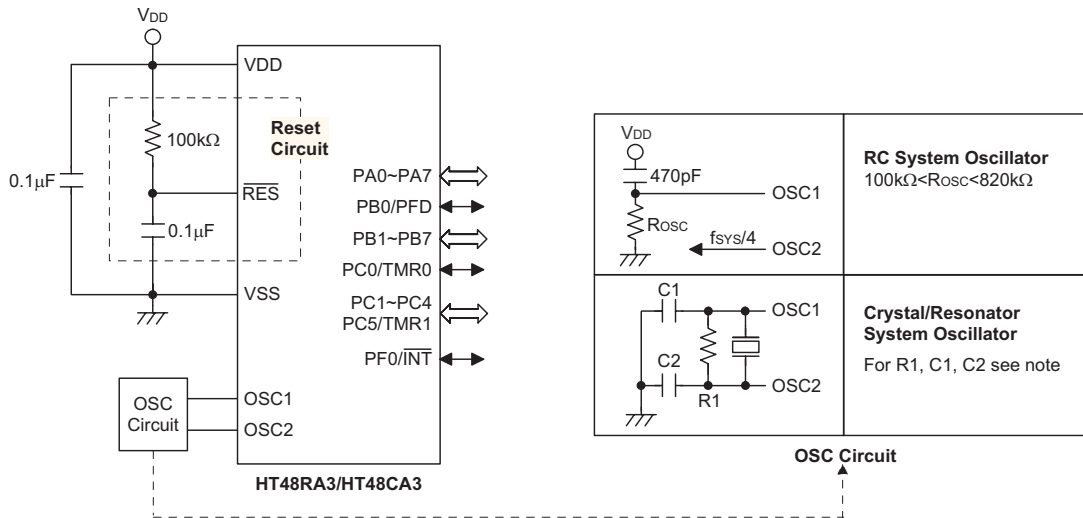 VDD
VDD
100kΩ
Reset
Circuit
0.1μF
RES
0.1μF
VSS
PA0~PA7
PB0/PFD
PB1~PB7
PC0/TMR0
PC1~PC4
PC5/TMR1
PF0/INT
OSC
Circuit
OSC1
OSC2
HT48RA3/HT48CA3
VDD
470pF
OSC1
ROSC
fSYS/4
OSC2
RC System Oscillator
100kΩ<ROSC<820kΩ
C1
OSC1
C2
OSC2
R1
Crystal/Resonator
System Oscillator
For R1, C1, C2 see note
OSC Circuit